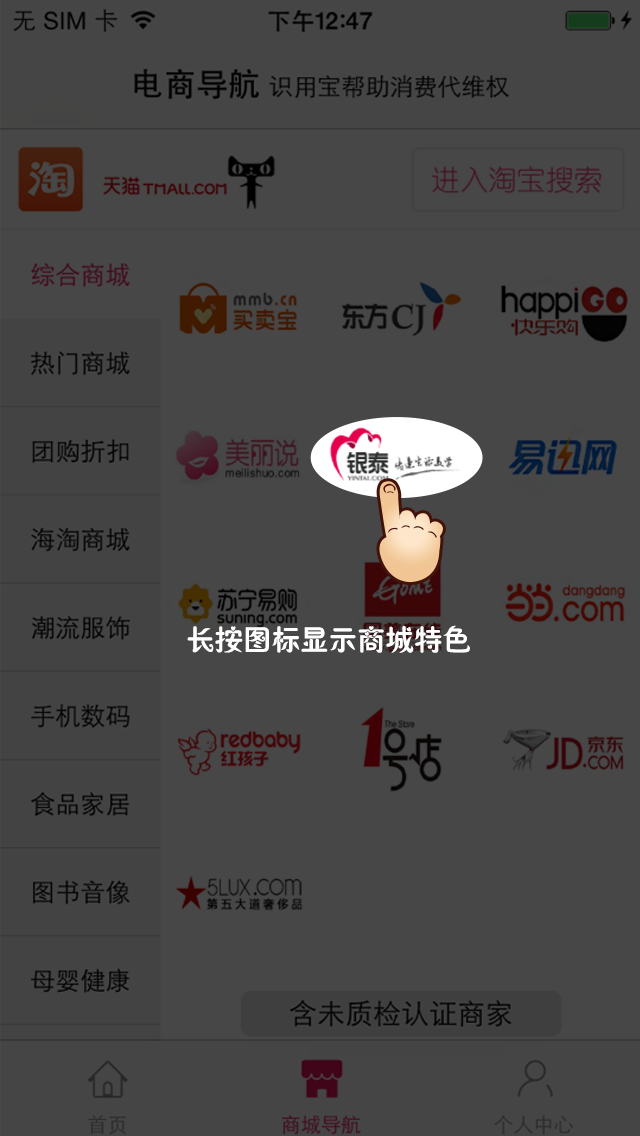 无 SIM 卡
下午12:47
电商导航 识用宝帮助消费代维权
淘
天猫 TMALL.COM
进入淘宝搜索
综合商城
热门商城
团购折扣
海淘商城
潮流服饰
手机数码
食品家居
图书音像
母婴健康
mmb.cn
买卖宝
东方CJ
happiGO
快乐购
美丽说
meilishuo.com
银泰
YINTAI.COM
易迅网
苏宁易购
suning.com
GOME
当当
dangdang
.com
长按图标显示商城特色
redbaby
红孩子
The Store
1号店
JD京东
.COM
5LUX.COM
第五大道奢侈品
含未质检认证商家
首页
商城导航
个人中心